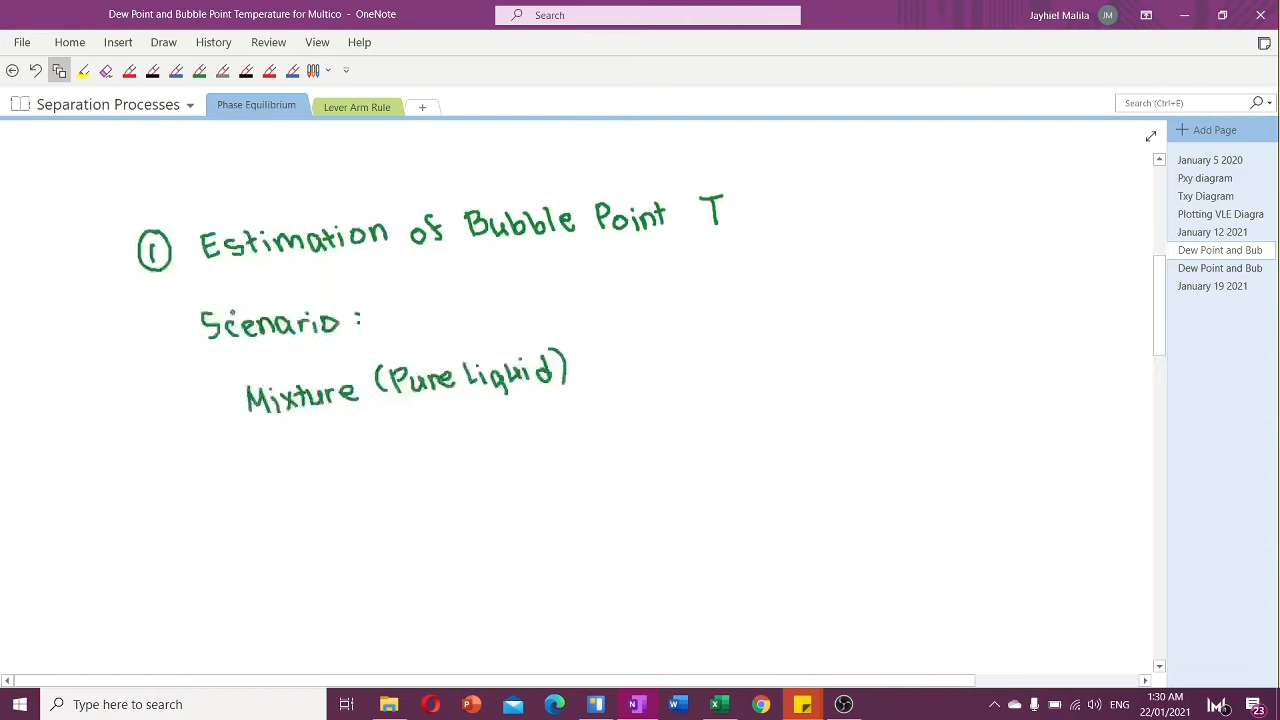 Dew Point and Bubble Point Temperature for Multico - OneNote
Search
Jayhiel Malila
JM
File Home Insert Draw History Review View Help
Separation Processes
Phase Equilibrium
Lever Arm Rule
+
Search (Ctrl+E)
Add Page
January 5 2020
Pxy diagram
Txy Diagram
Plotting VLE Diagra
January 12 2021
Dew Point and Bub
Dew Point and Bub
January 19 2021
① Estimation of Bubble Point T
Scenario :
Mixture (Pure Liquid)
Type here to search
ENG
1:30 AM
22/01/2021
23